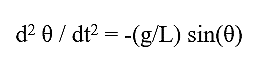 d² θ / dt² = -(g/L) sin(θ)